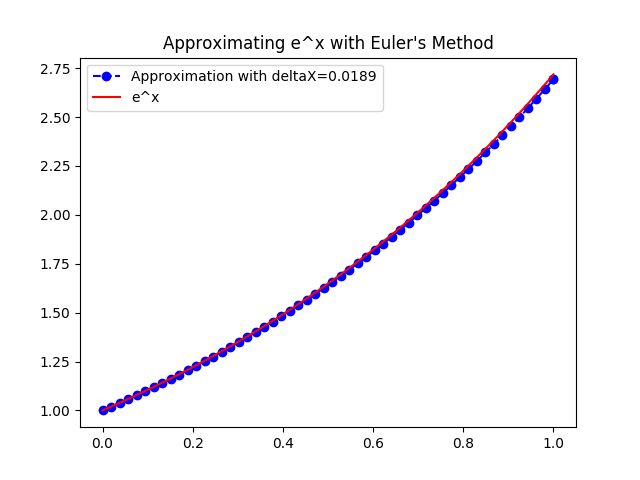 Approximating e^x with Euler's Method
Approximation with deltaX=0.0189
e^x
2.75
2.50
2.25
2.00
1.75
1.50
1.25
1.00
0.0 0.2 0.4 0.6 0.8 1.0